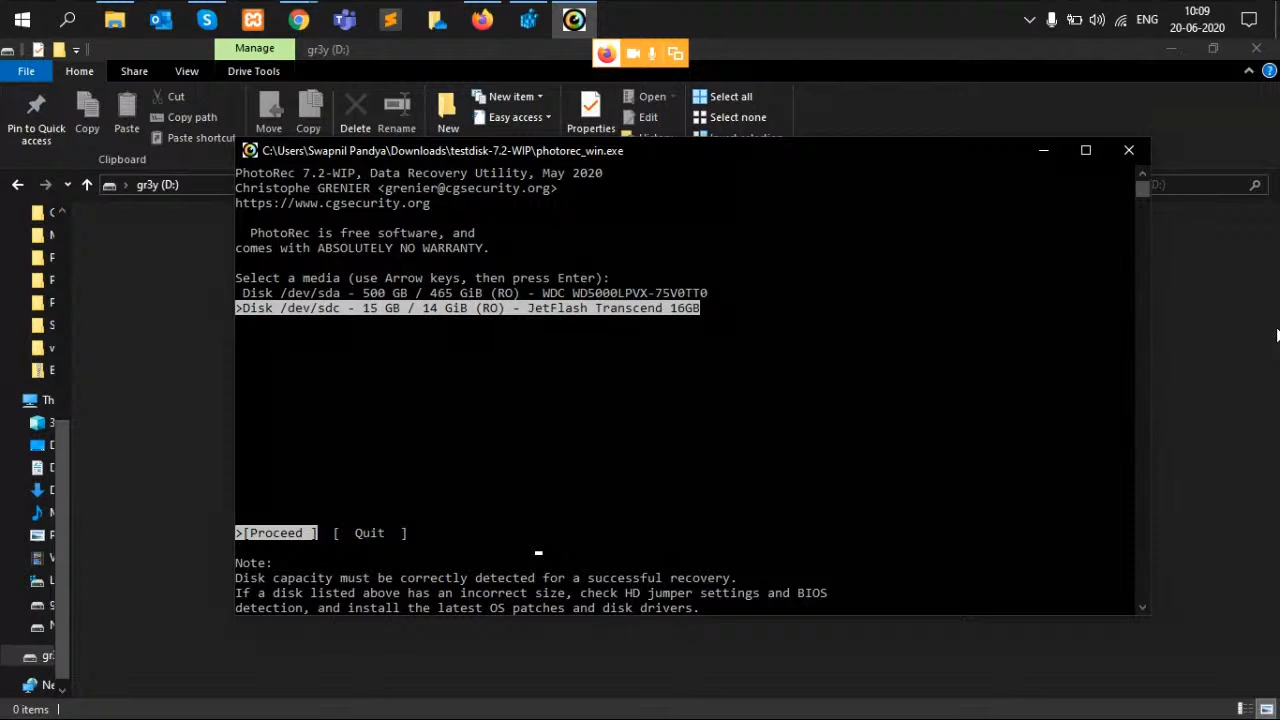 10:09
ENG
20-06-2020
Manage
gr3y (D:)
File
Home
Share
View
Drive Tools
Pin to Quick access
Copy
Paste
Cut
Copy path
Paste shortcut
Clipboard
Move
Copy
Delete
Rename
New
New item
Easy access
Properties
Open
Edit
Select all
Select none
gr3y (D:)
C:\Users\Swapnil Pandya\Downloads\testdisk-7.2-WIP\photorec_win.exe
PhotoRec 7.2-WIP, Data Recovery Utility, May 2020
Christophe GRENIER <grenier@cgsecurity.org>
https://www.cgsecurity.org
PhotoRec is free software, and
comes with ABSOLUTELY NO WARRANTY.
Select a media (use Arrow keys, then press Enter):
Disk /dev/sda - 500 GB / 465 GiB (RO) - WDC WD5000LPVX-75V0TT0
>Disk /dev/sdc - 15 GB / 14 GiB (RO) - JetFlash Transcend 16GB
>[Proceed ] [ Quit ]
Note:
Disk capacity must be correctly detected for a successful recovery.
If a disk listed above has an incorrect size, check HD jumper settings and BIOS
detection, and install the latest OS patches and disk drivers.
0 items